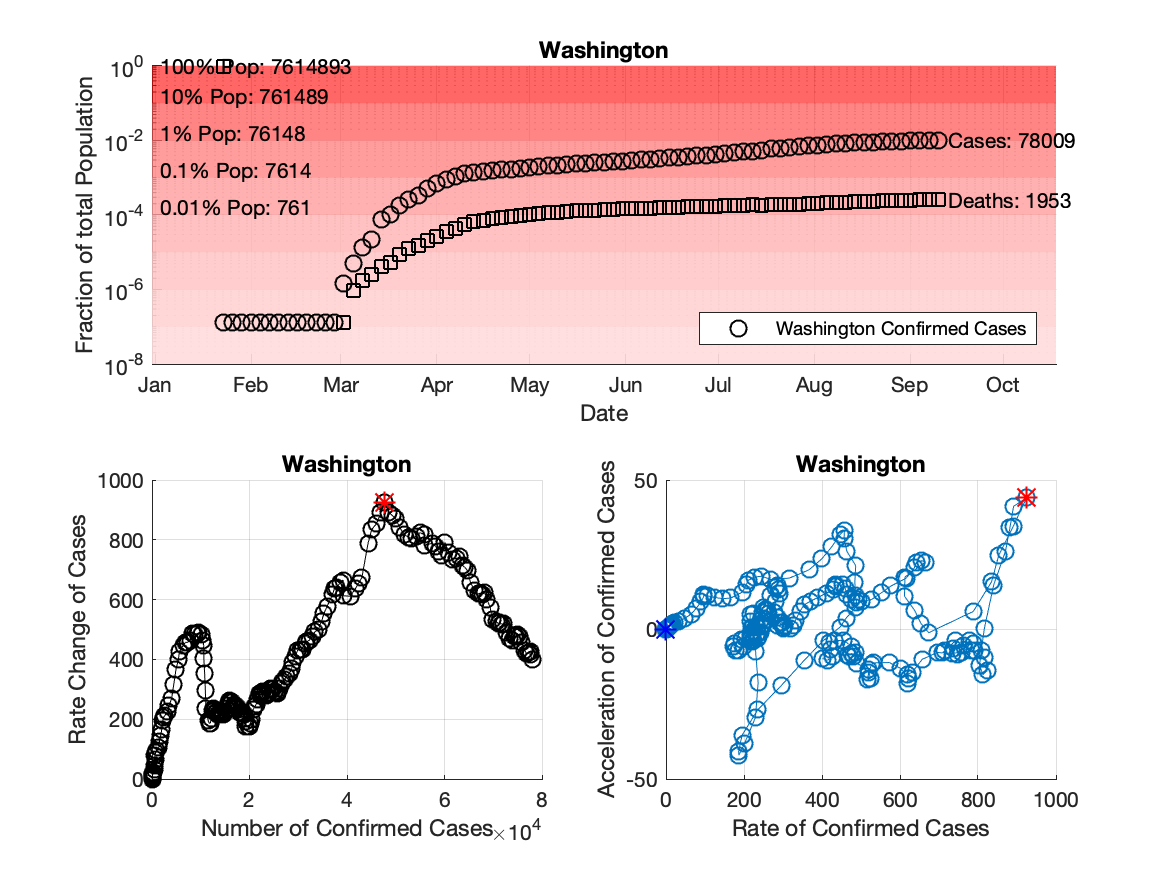 Washington
Fraction of total Population
10^0
10^-2
10^-4
10^-6
10^-8
100% Pop: 7614893
10% Pop: 761489
1% Pop: 76148
0.1% Pop: 7614
0.01% Pop: 761
Cases: 78009
Deaths: 1953
Washington Confirmed Cases
Jan Feb Mar Apr May Jun Jul Aug Sep Oct
Date
Washington
Rate Change of Cases
1000
800
600
400
200
0
0 2 4 6 8
Number of Confirmed Cases
×10^4
Washington
Acceleration of Confirmed Cases
50
0
-50
0 200 400 600 800 1000
Rate of Confirmed Cases